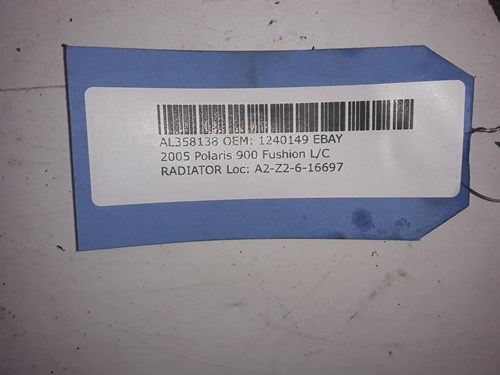 AL358138 OEM: 1240149 EBAY
2005 Polaris 900 Fushion L/C
RADIATOR Loc: A2-Z2-6-16697